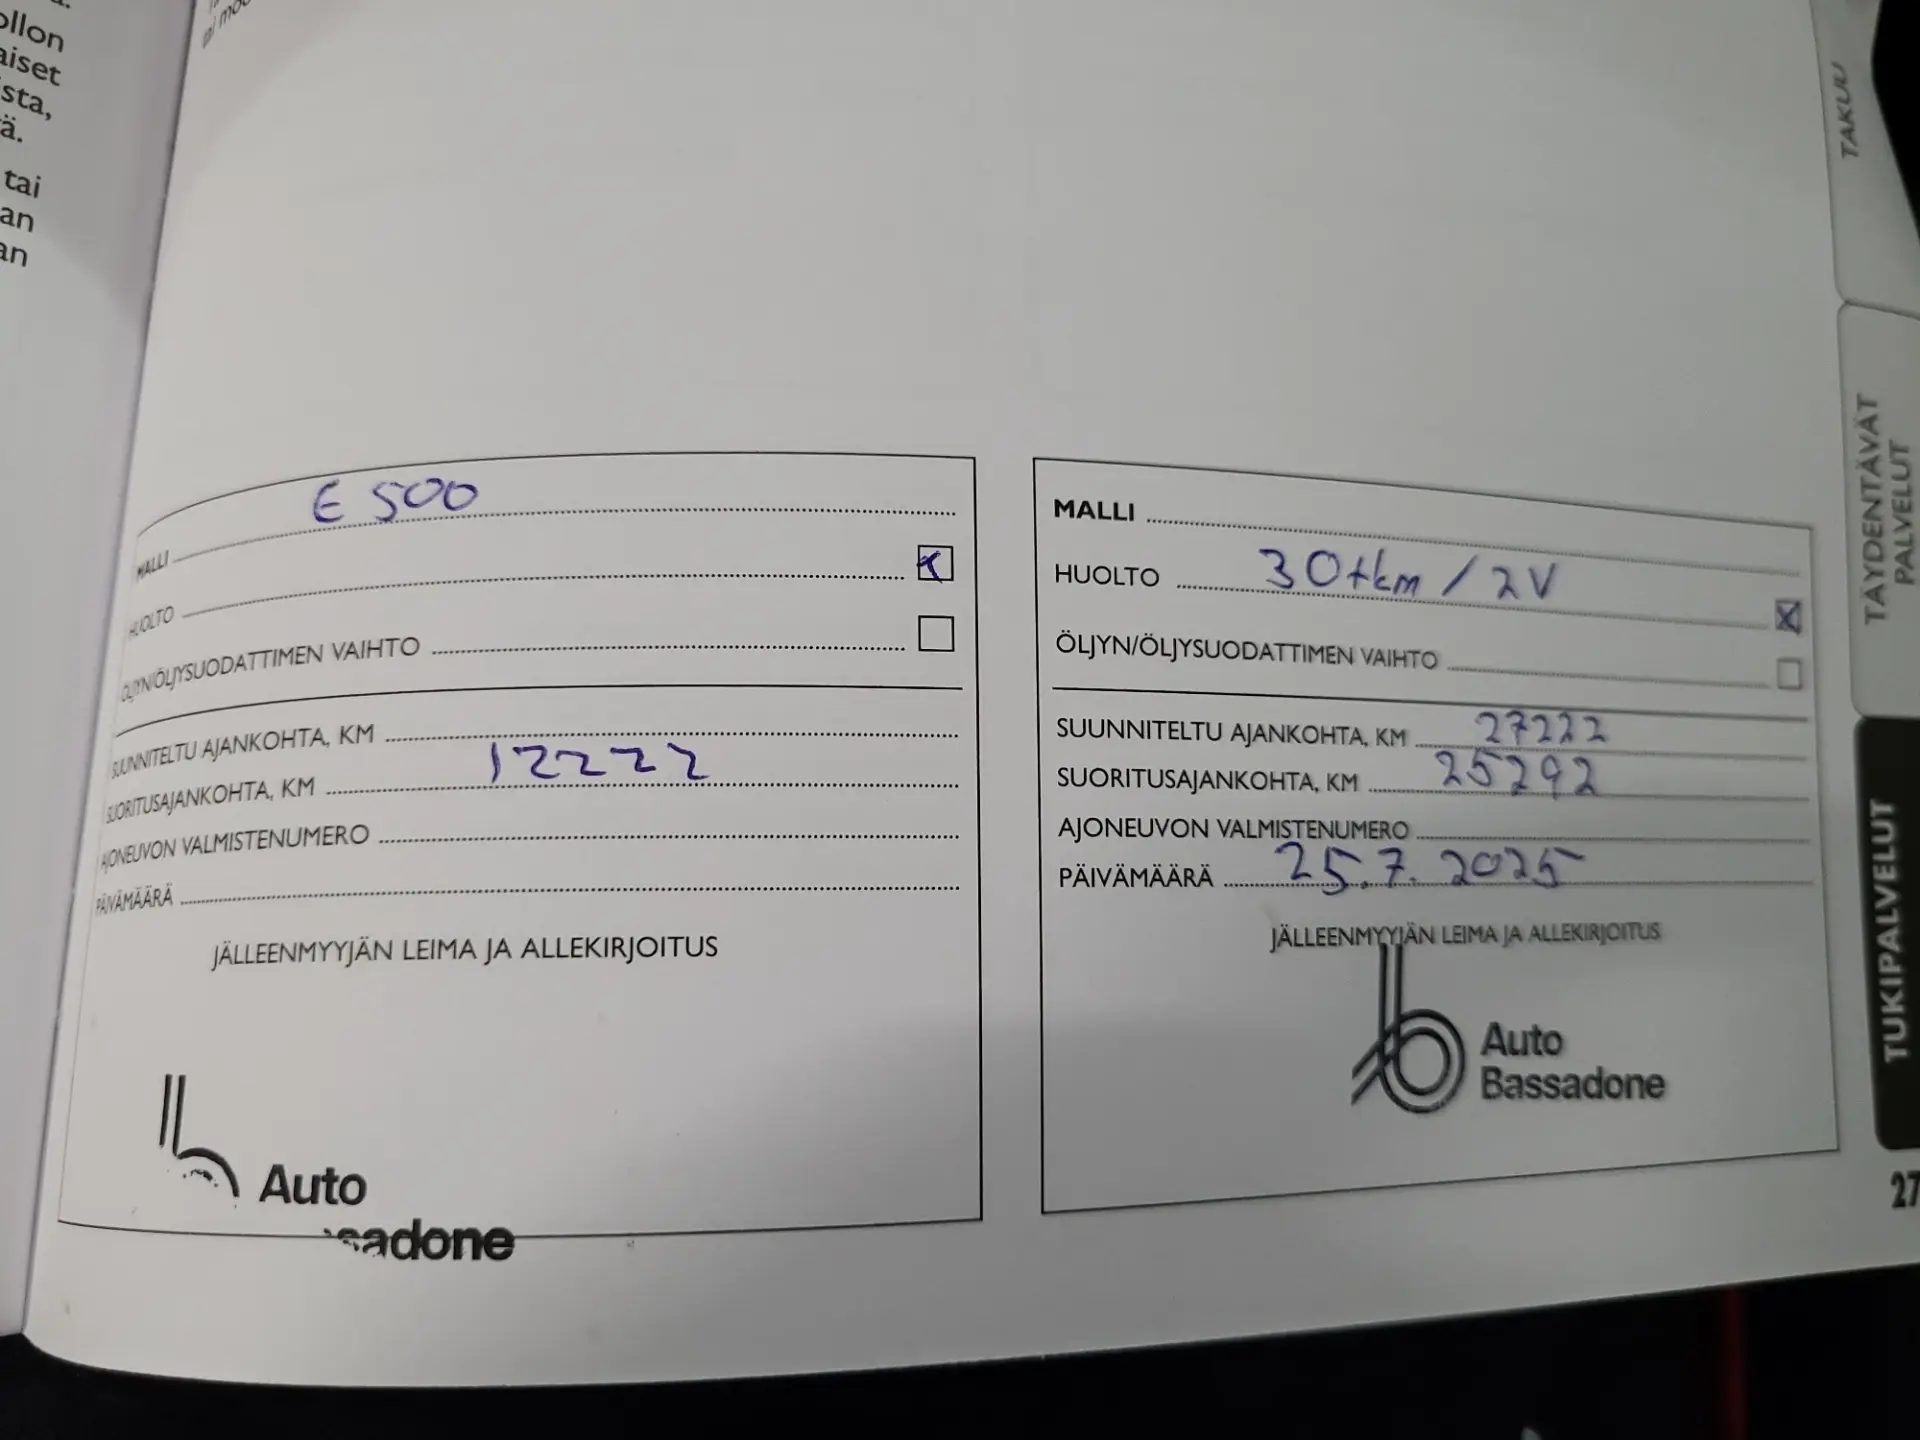 ollon
aiset
sta,
ä.
tai
an
an
MALLI E 500
HUOLTO
ÖLJYN/ÖLJYSUODATTIMEN VAIHTO
SUUNNITELTU AJANKOHTA, KM
SUORITUSAJANKOHTA, KM 12222
AJONEUVON VALMISTENUMERO
PÄIVÄMÄÄRÄ
JÄLLEENMYYJÄN LEIMA JA ALLEKIRJOITUS
Auto
sadone
MALLI
HUOLTO 30tkm / 2V
ÖLJYN/ÖLJYSUODATTIMEN VAIHTO
SUUNNITELTU AJANKOHTA, KM 27222
SUORITUSAJANKOHTA, KM 25292
AJONEUVON VALMISTENUMERO
PÄIVÄMÄÄRÄ 25.7.2025
JÄLLEENMYYJÄN LEIMA JA ALLEKIRJOITUS
Auto
Bassadone
TAKUU
TÄYDENTÄVÄT
PALVELUT
TUKIPALVELUT
27